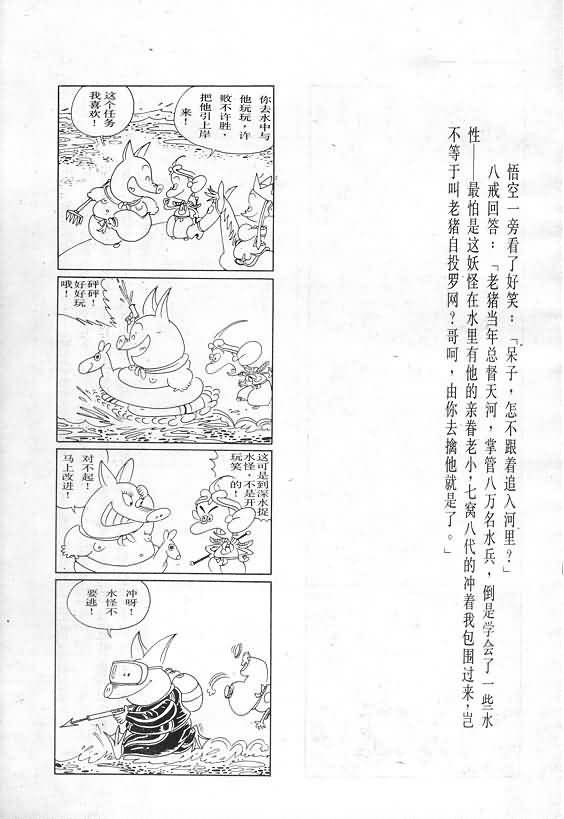 悟空一旁看了好笑：「呆子，怎不跟着追入河里？」
八戒回答：「老猪当年总督天河，掌管八万名水兵，倒是学会了一些水
性——最怕是这妖怪在水里有他的亲眷老小，七窝八代的冲着我包围过来，岂
不等于叫老猪自投罗网？哥呵，由你去擒他就是了。」
你去水中与
他玩玩，许
败不许胜，
把他引上岸
来！
这个任务
我喜欢！
砰砰！
好好玩
哦！
这可是到深水捉
水怪，不是开
玩笑的！
对不起！
马上改进！
冲呀！
水怪不
要逃！